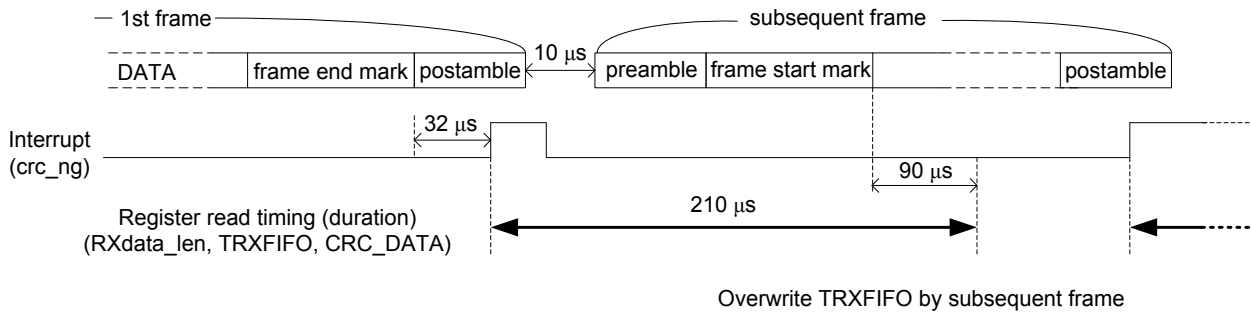 1st frame
subsequent frame
DATA
frame end mark
postamble
10 μs
preamble
frame start mark
postamble
Interrupt
(crc_ng)
32 μs
90 μs
210 μs
Register read timing (duration)
(RXdata_len, TRXFIFO, CRC_DATA)
Overwrite TRXFIFO by subsequent frame